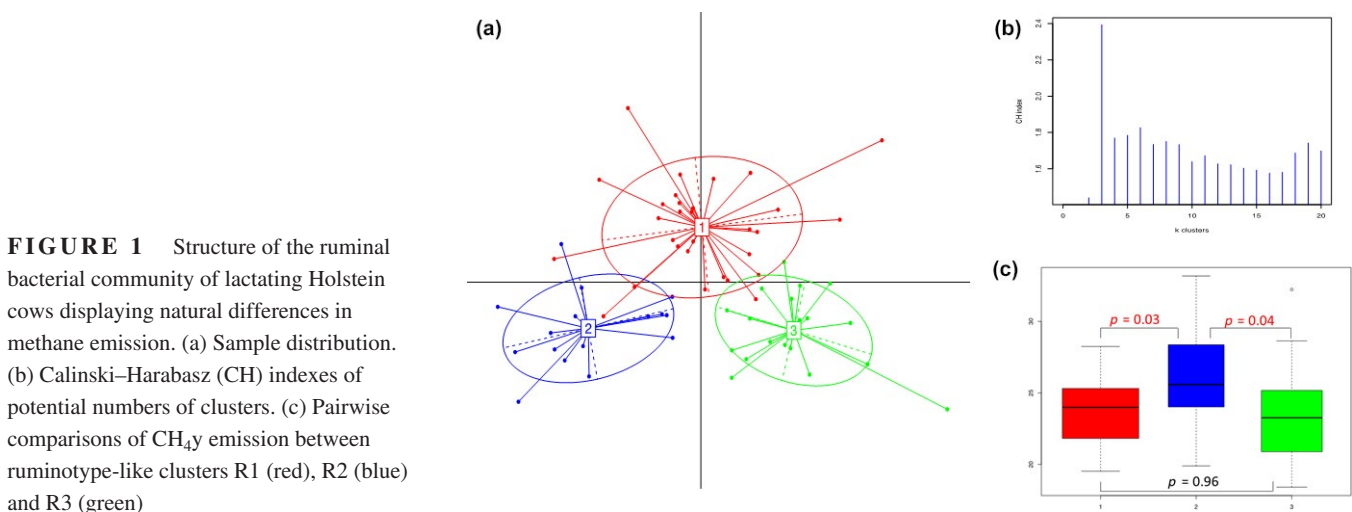 FIGURE 1 Structure of the ruminal
bacterial community of lactating Holstein
cows displaying natural differences in
methane emission. (a) Sample distribution.
(b) Calinski–Harabasz (CH) indexes of
potential numbers of clusters. (c) Pairwise
comparisons of CH₄y emission between
ruminotype-like clusters R1 (red), R2 (blue)
and R3 (green)
(a)
1
2
3
(b)
CH index
2.4
2.2
2.0
1.8
1.6
0 5 10 15 20
k clusters
(c)
30
25
20
p = 0.03
p = 0.04
p = 0.96
1 2 3